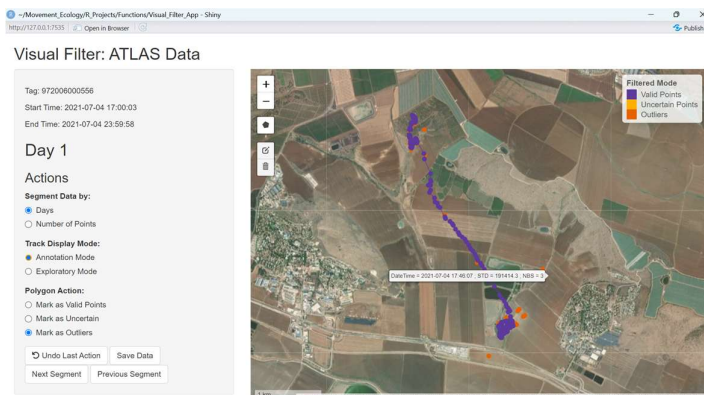 ~/Movement_Ecology/R_Projects/Functions/Visual_Filter_App - Shiny
http://127.0.0.1:7535 Open in Browser
Publish
Visual Filter: ATLAS Data
Tag: 972006000556
Start Time: 2021-07-04 17:00:03
End Time: 2021-07-04 23:59:58
Day 1
Actions
Segment Data by:
Days
Number of Points
Track Display Mode:
Annotation Mode
Exploratory Mode
Polygon Action:
Mark as Valid Points
Mark as Uncertain
Mark as Outliers
Undo Last Action Save Data
Next Segment Previous Segment
+
−
Filtered Mode
Valid Points
Uncertain Points
Outliers
DateTime = 2021-07-04 17:46:07 ; STD = 191414.3 ; NBS = 3
1 km